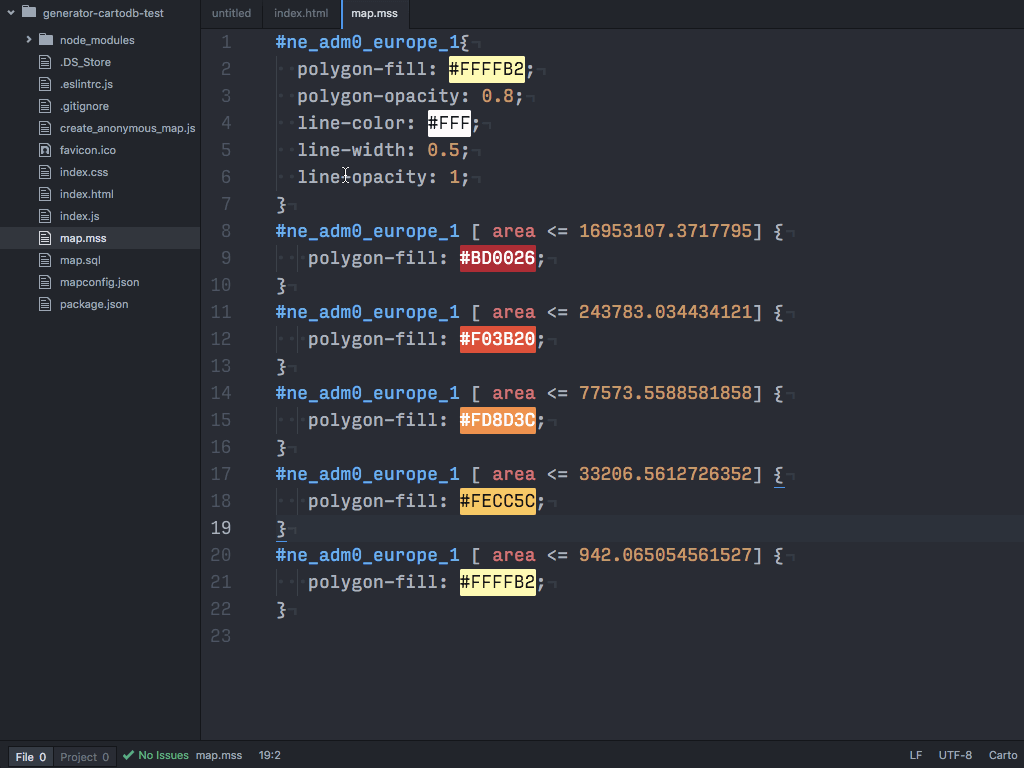 generator-cartodb-test
node_modules
.DS_Store
.eslintrc.js
.gitignore
create_anonymous_map.js
favicon.ico
index.css
index.html
index.js
map.mss
map.sql
mapconfig.json
package.json
untitled index.html map.mss
1 #ne_adm0_europe_1{
2 polygon-fill: #FFFFB2;
3 polygon-opacity: 0.8;
4 line-color: #FFF;
5 line-width: 0.5;
6 line-opacity: 1;
7 }
8 #ne_adm0_europe_1 [ area <= 16953107.3717795] {
9 polygon-fill: #BD0026;
10 }
11 #ne_adm0_europe_1 [ area <= 243783.034434121] {
12 polygon-fill: #F03B20;
13 }
14 #ne_adm0_europe_1 [ area <= 77573.5588581858] {
15 polygon-fill: #FD8D3C;
16 }
17 #ne_adm0_europe_1 [ area <= 33206.5612726352] {
18 polygon-fill: #FECC5C;
19 }
20 #ne_adm0_europe_1 [ area <= 942.065054561527] {
21 polygon-fill: #FFFFB2;
22 }
23
File 0 Project 0 No Issues map.mss 19:2 LF UTF-8 Carto